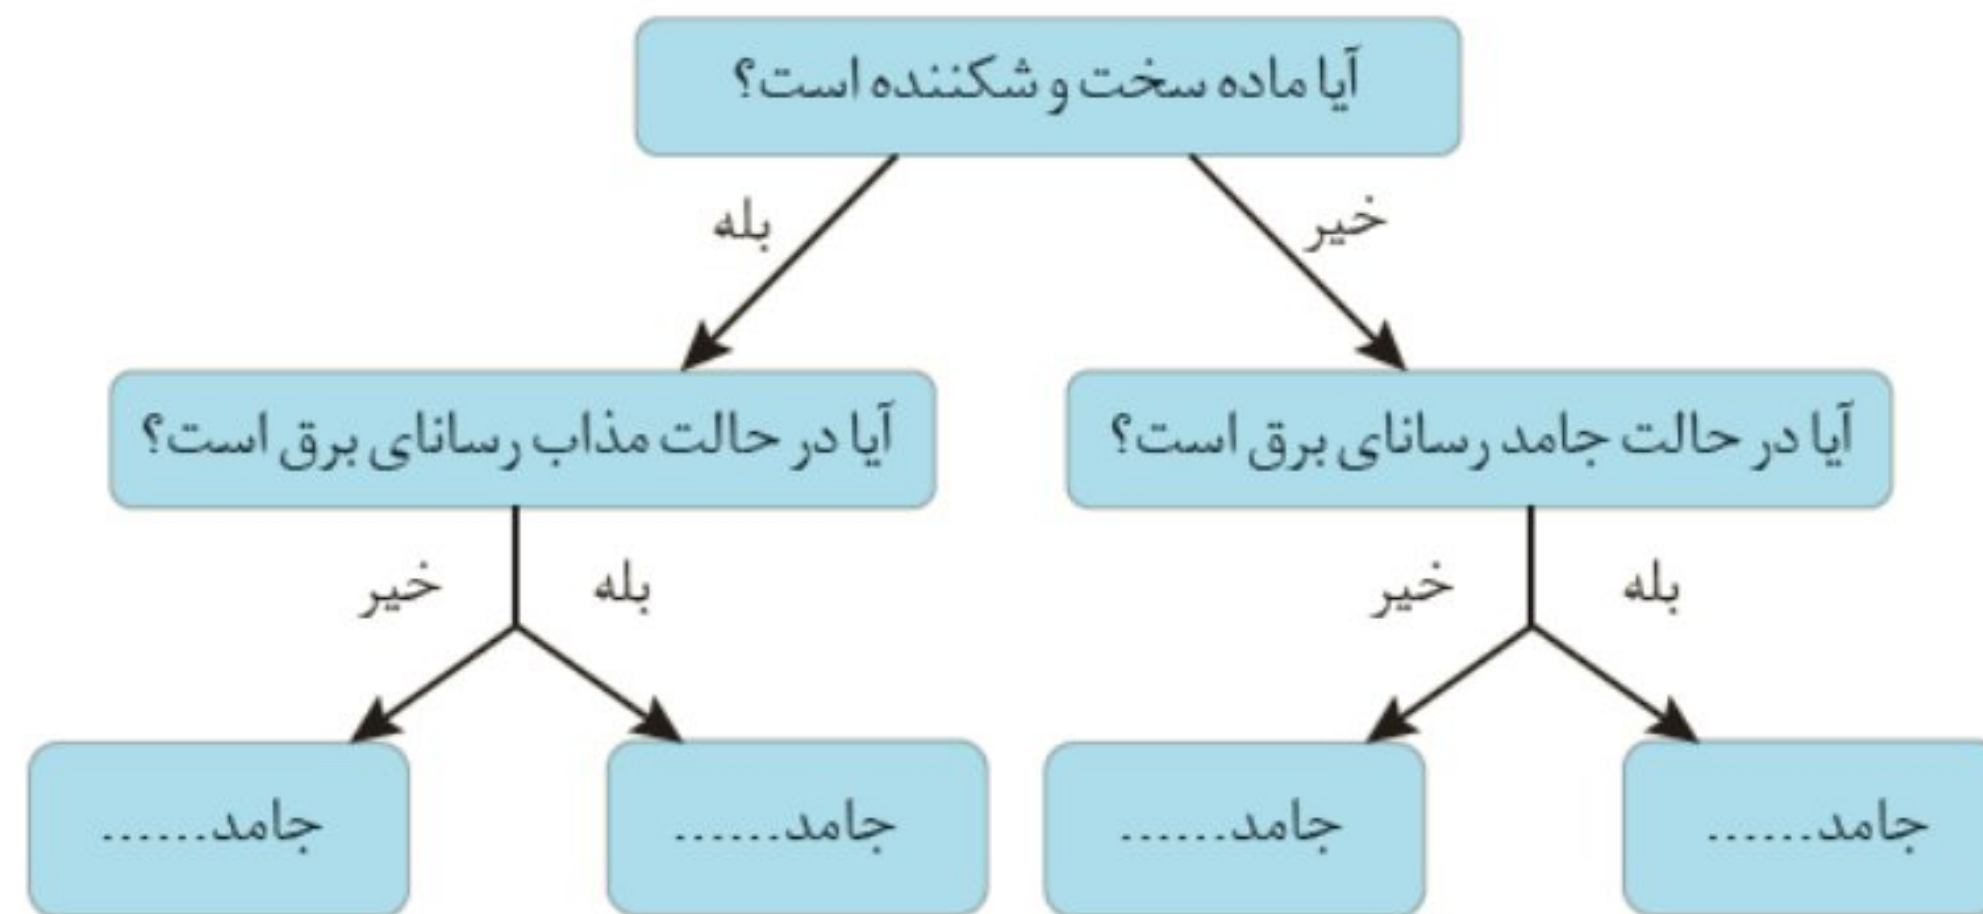 آیا ماده سخت و شکننده است؟
خیر
بله
آیا در حالت جامد رسانای برق است؟
آیا در حالت مذاب رسانای برق است؟
بله
خیر
بله
خیر
جامد......
جامد......
جامد......
جامد......